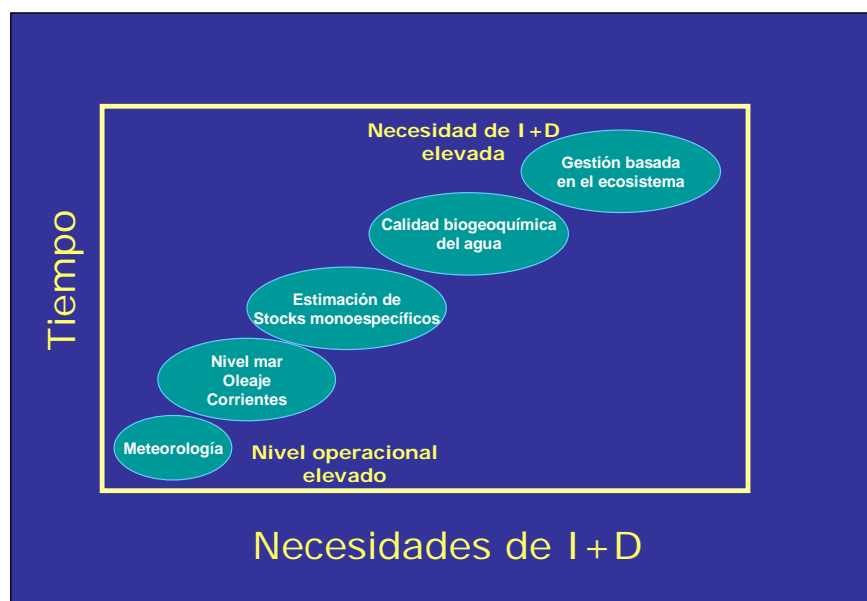 Necesidad de I+D
elevada
Gestión basada
en el ecosistema
Calidad biogeoquímica
del agua
Estimación de
Stocks monoespecíficos
Nivel mar
Oleaje
Corrientes
Meteorología
Nivel operacional
elevado
Tiempo
Necesidades de I+D